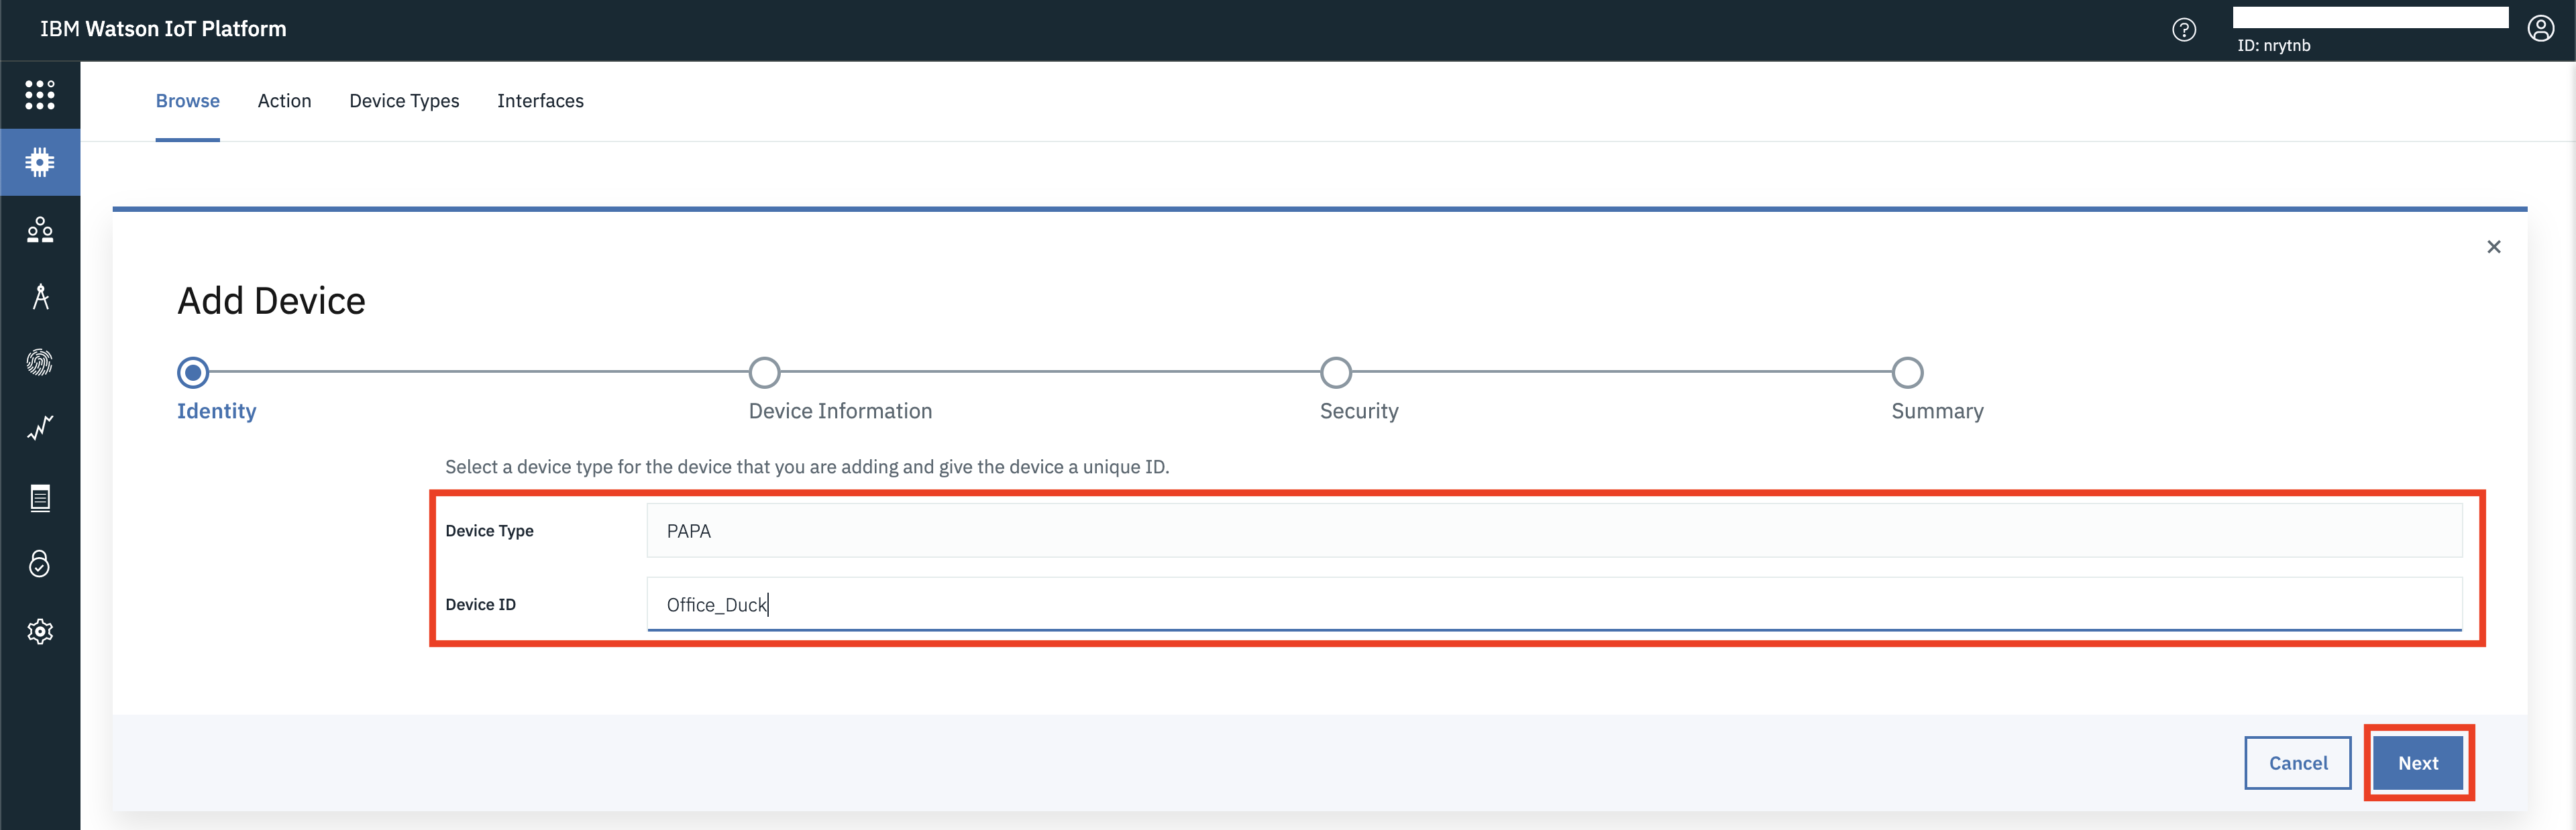 IBM Watson IoT Platform
?
ID: nrytnb
Browse Action Device Types Interfaces
Add Device
Identity Device Information Security Summary
Select a device type for the device that you are adding and give the device a unique ID.
Device Type PAPA
Device ID Office_Duck
Cancel Next